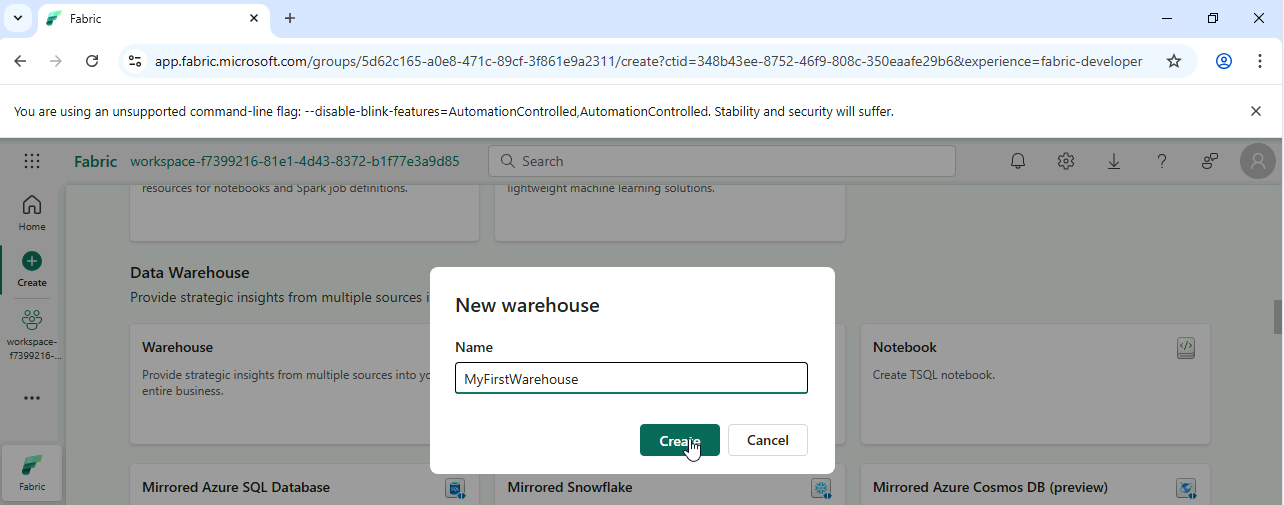 Fabric
app.fabric.microsoft.com/groups/5d62c165-a0e8-471c-89cf-3f861e9a2311/create?ctid=348b43ee-8752-46f9-808c-350eaafe29b6&experience=fabric-developer
You are using an unsupported command-line flag: --disable-blink-features=AutomationControlled,AutomationControlled. Stability and security will suffer.
Fabric workspace-f7399216-81e1-4d43-8372-b1f77e3a9d85 Search
Home
Create
workspace-
f7399216-...
Fabric
resources for notebooks and Spark job definitions.
lightweight machine learning solutions.
Data Warehouse
Provide strategic insights from multiple sources i
Warehouse
Provide strategic insights from multiple sources into yo
entire business.
Notebook
Create TSQL notebook.
Mirrored Azure SQL Database
Mirrored Snowflake
Mirrored Azure Cosmos DB (preview)
New warehouse
Name
MyFirstWarehouse
Create Cancel